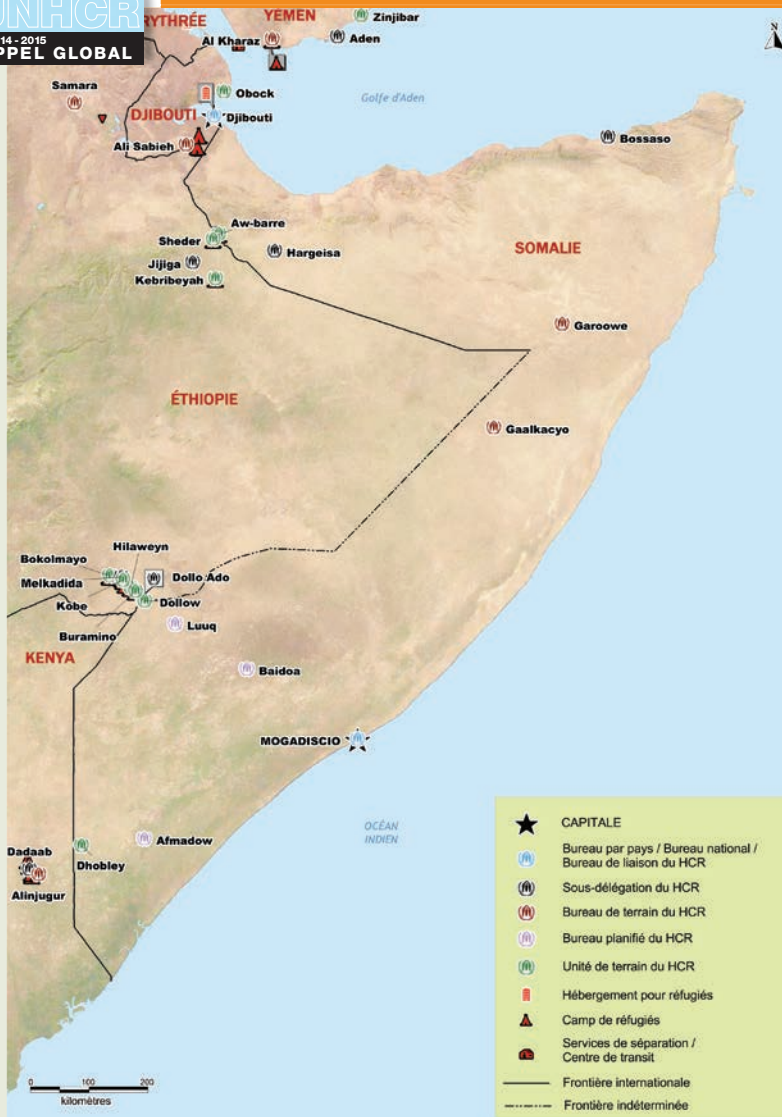 UNHCR
14 - 2015
PPEL GLOBAL
RYTHRÉE
YÉMEN
Zinjibar
Al Kharaz
Aden
N
Samara
Obock
Golfe d'Aden
DJIBOUTI
Djibouti
Ali Sabieh
Bossaso
Aw-barre
Sheder
Hargeisa
SOMALIE
Jijiga
Kebribeyah
Garoowe
ÉTHIOPIE
Gaalkacyo
Hilaweyn
Bokolmayo
Dollo Ado
Melkadida
Kobe
Dollow
Buramino
Luuq
KENYA
Baidoa
MOGADISCIO
OCÉAN
INDIEN
Afmadow
Dadaab
Dhobley
Alinjugur
CAPITALE
Bureau par pays / Bureau national /
Bureau de liaison du HCR
Sous-délégation du HCR
Bureau de terrain du HCR
Bureau planifié du HCR
Unité de terrain du HCR
Hébergement pour réfugiés
Camp de réfugiés
Services de séparation /
Centre de transit
Frontière internationale
Frontière indéterminée
0 100 200
kilomètres